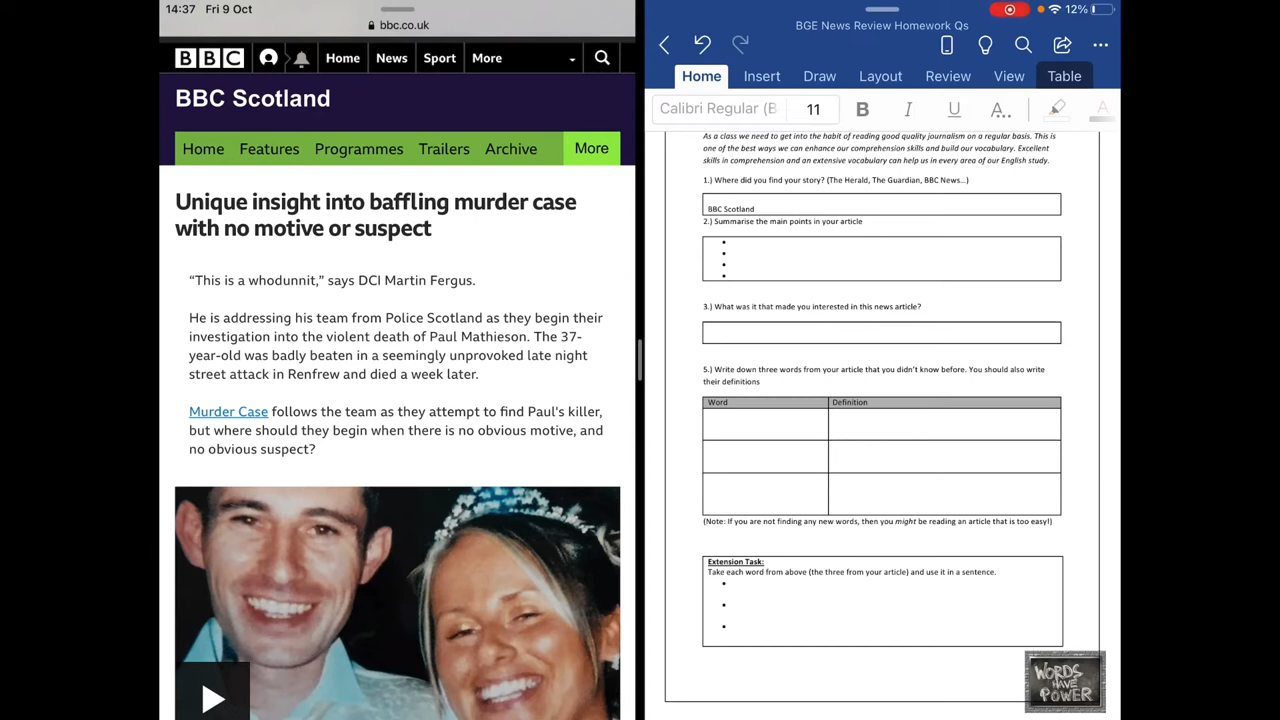 14:37 Fri 9 Oct
bbc.co.uk
BBC Home News Sport More
BBC Scotland
Home Features Programmes Trailers Archive More
Unique insight into baffling murder case
with no motive or suspect
“This is a whodunnit,” says DCI Martin Fergus.
He is addressing his team from Police Scotland as they begin their
investigation into the violent death of Paul Mathieson. The 37-
year-old was badly beaten in a seemingly unprovoked late night
street attack in Renfrew and died a week later.
Murder Case follows the team as they attempt to find Paul's killer,
but where should they begin when there is no obvious motive, and
no obvious suspect?
12%
BGE News Review Homework Qs
Home Insert Draw Layout Review View Table
Calibri Regular (B 11 B I U A...
As a class we need to get into the habit of reading good quality journalism on a regular basis. This is
one of the best ways we can enhance our comprehension skills and build our vocabulary. Excellent
skills in comprehension and an extensive vocabulary can help us in every area of our English study.
1.) Where did you find your story? (The Herald, The Guardian, BBC News...)
BBC Scotland
2.) Summarise the main points in your article
3.) What was it that made you interested in this news article?
5.) Write down three words from your article that you didn't know before. You should also write
their definitions
Word Definition
(Note: If you are not finding any new words, then you might be reading an article that is too easy!)
Extension Task:
Take each word from above (the three from your article) and use it in a sentence.
WORDS
HAVE
POWER